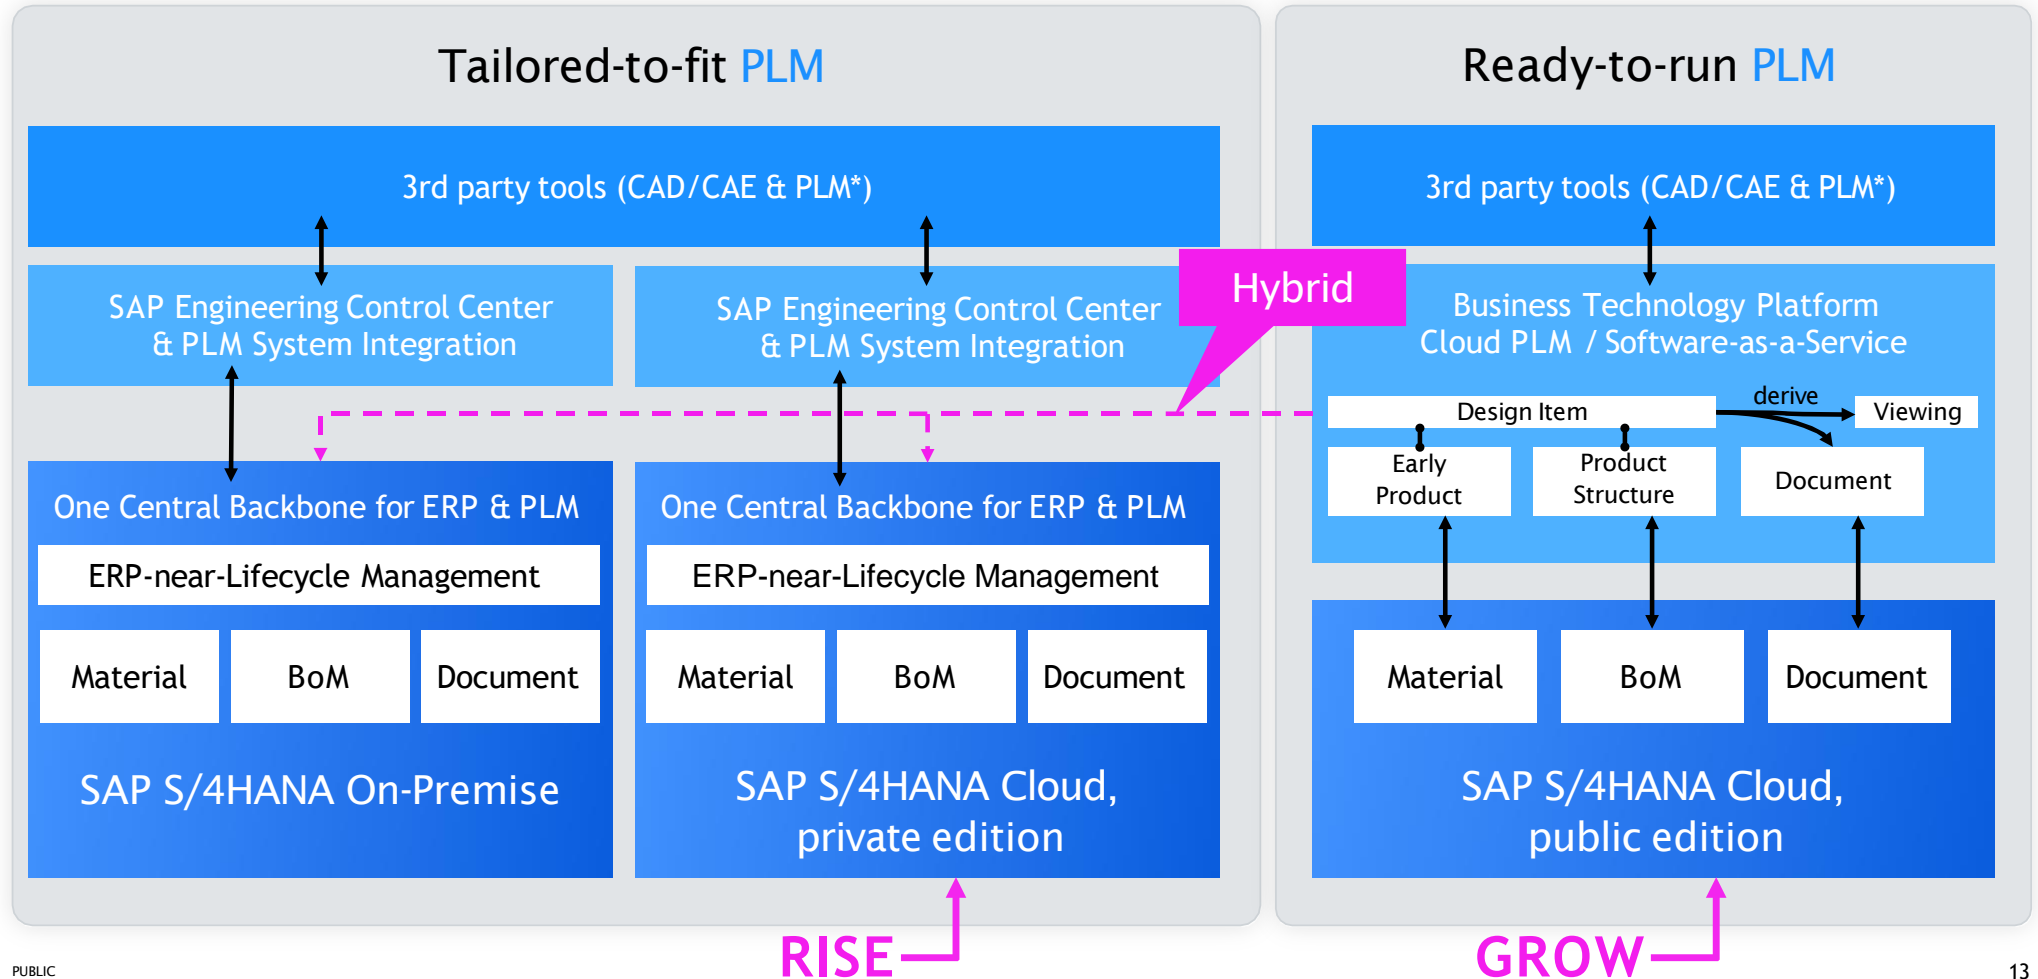 Tailored-to-fit PLM
3rd party tools (CAD/CAE & PLM*)
SAP Engineering Control Center
& PLM System Integration
SAP Engineering Control Center
& PLM System Integration
Hybrid
One Central Backbone for ERP & PLM
ERP-near-Lifecycle Management
Material
BoM
Document
SAP S/4HANA On-Premise
One Central Backbone for ERP & PLM
ERP-near-Lifecycle Management
Material
BoM
Document
SAP S/4HANA Cloud,
private edition
RISE
Ready-to-run PLM
3rd party tools (CAD/CAE & PLM*)
Business Technology Platform
Cloud PLM / Software-as-a-Service
Design Item
derive
Viewing
Early
Product
Product
Structure
Document
Material
BoM
Document
SAP S/4HANA Cloud,
public edition
GROW
PUBLIC
13